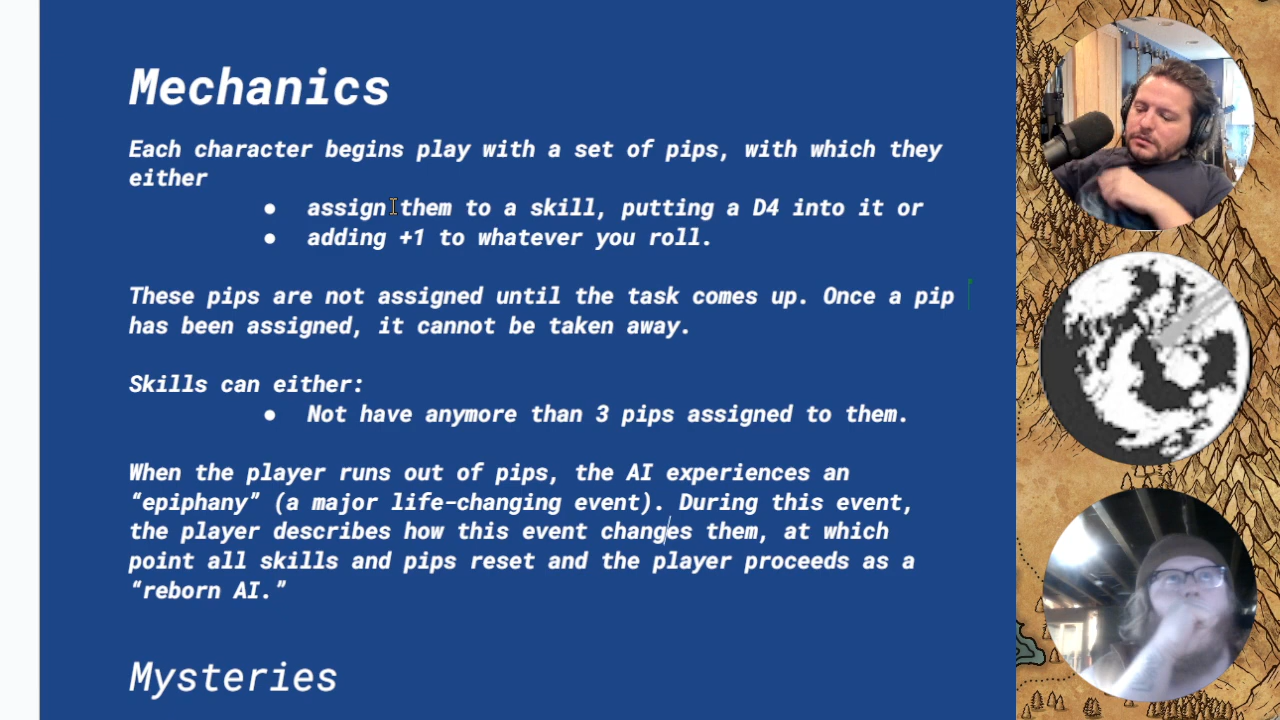 Mechanics
Each character begins play with a set of pips, with which they
either
● assign them to a skill, putting a D4 into it or
● adding +1 to whatever you roll.
These pips are not assigned until the task comes up. Once a pip
has been assigned, it cannot be taken away.
Skills can either:
● Not have anymore than 3 pips assigned to them.
When the player runs out of pips, the AI experiences an
“epiphany” (a major life-changing event). During this event,
the player describes how this event changes them, at which
point all skills and pips reset and the player proceeds as a
“reborn AI.”
Mysteries